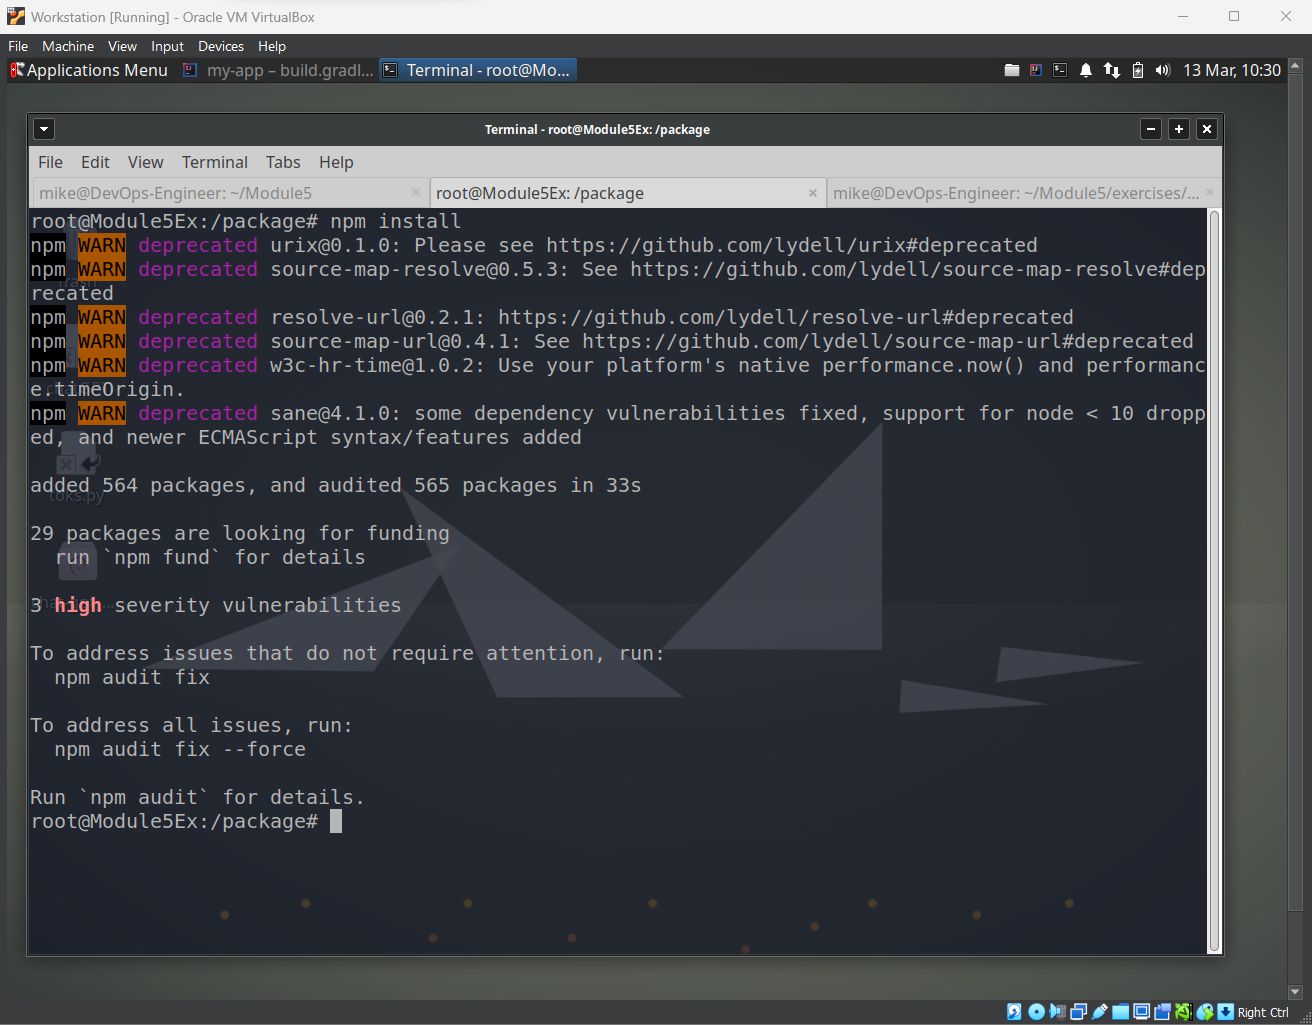 Workstation [Running] - Oracle VM VirtualBox
File Machine View Input Devices Help
Applications Menu my-app – build.gradl... Terminal - root@Mo... 13 Mar, 10:30
Terminal - root@Module5Ex: /package
File Edit View Terminal Tabs Help
mike@DevOps-Engineer: ~/Module5 × root@Module5Ex: /package × mike@DevOps-Engineer: ~/Module5/exercises/... ×
root@Module5Ex:/package# npm install
npm WARN deprecated urix@0.1.0: Please see https://github.com/lydell/urix#deprecated
npm WARN deprecated source-map-resolve@0.5.3: See https://github.com/lydell/source-map-resolve#dep
recated
npm WARN deprecated resolve-url@0.2.1: https://github.com/lydell/resolve-url#deprecated
npm WARN deprecated source-map-url@0.4.1: See https://github.com/lydell/source-map-url#deprecated
npm WARN deprecated w3c-hr-time@1.0.2: Use your platform's native performance.now() and performanc
e.timeOrigin.
npm WARN deprecated sane@4.1.0: some dependency vulnerabilities fixed, support for node < 10 dropp
ed, and newer ECMAScript syntax/features added
added 564 packages, and audited 565 packages in 33s
toks.py
29 packages are looking for funding
run `npm fund` for details
3 high severity vulnerabilities
To address issues that do not require attention, run:
npm audit fix
To address all issues, run:
npm audit fix --force
Run `npm audit` for details.
root@Module5Ex:/package#
Right Ctrl